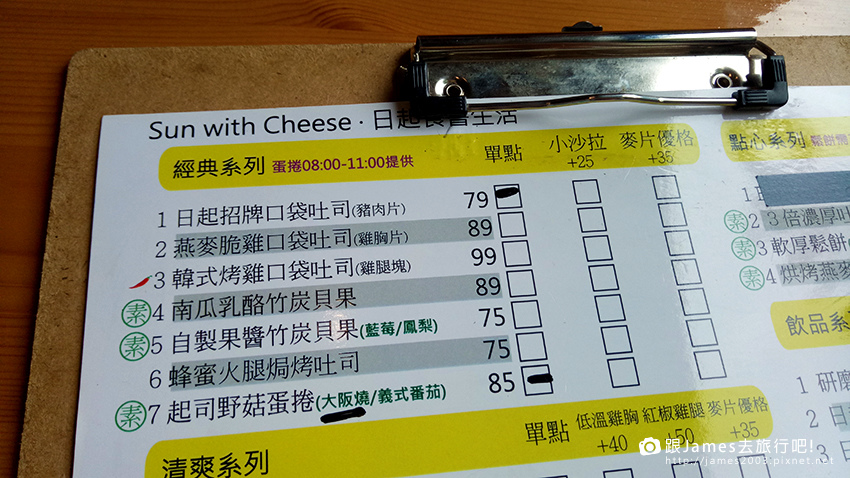 Sun with Cheese · 日起食書生活
經典系列 蛋捲08:00-11:00提供 單點 小沙拉 +25 麥片優格 +35
1 日起招牌口袋吐司(豬肉片) 79
2 燕麥脆雞口袋吐司(雞胸片) 89
3 韓式烤雞口袋吐司(雞腿塊) 99
素 4 南瓜乳酪竹炭貝果 89
素 5 自製果醬竹炭貝果(藍莓/鳳梨) 75
6 蜂蜜火腿焗烤吐司 75
素 7 起司野菇蛋捲(大阪燒/義式番茄) 85
清爽系列 單點 低溫雞胸 +40 紅椒雞腿 +50 麥片優格 +35
點心系列 鬆餅
1
素 2 3倍濃厚
素 3 軟厚鬆餅
素 4 烘烤燕
飲品系
1 研
2 日
3 日
跟James去旅行吧!
http://james2003.pixnet.net